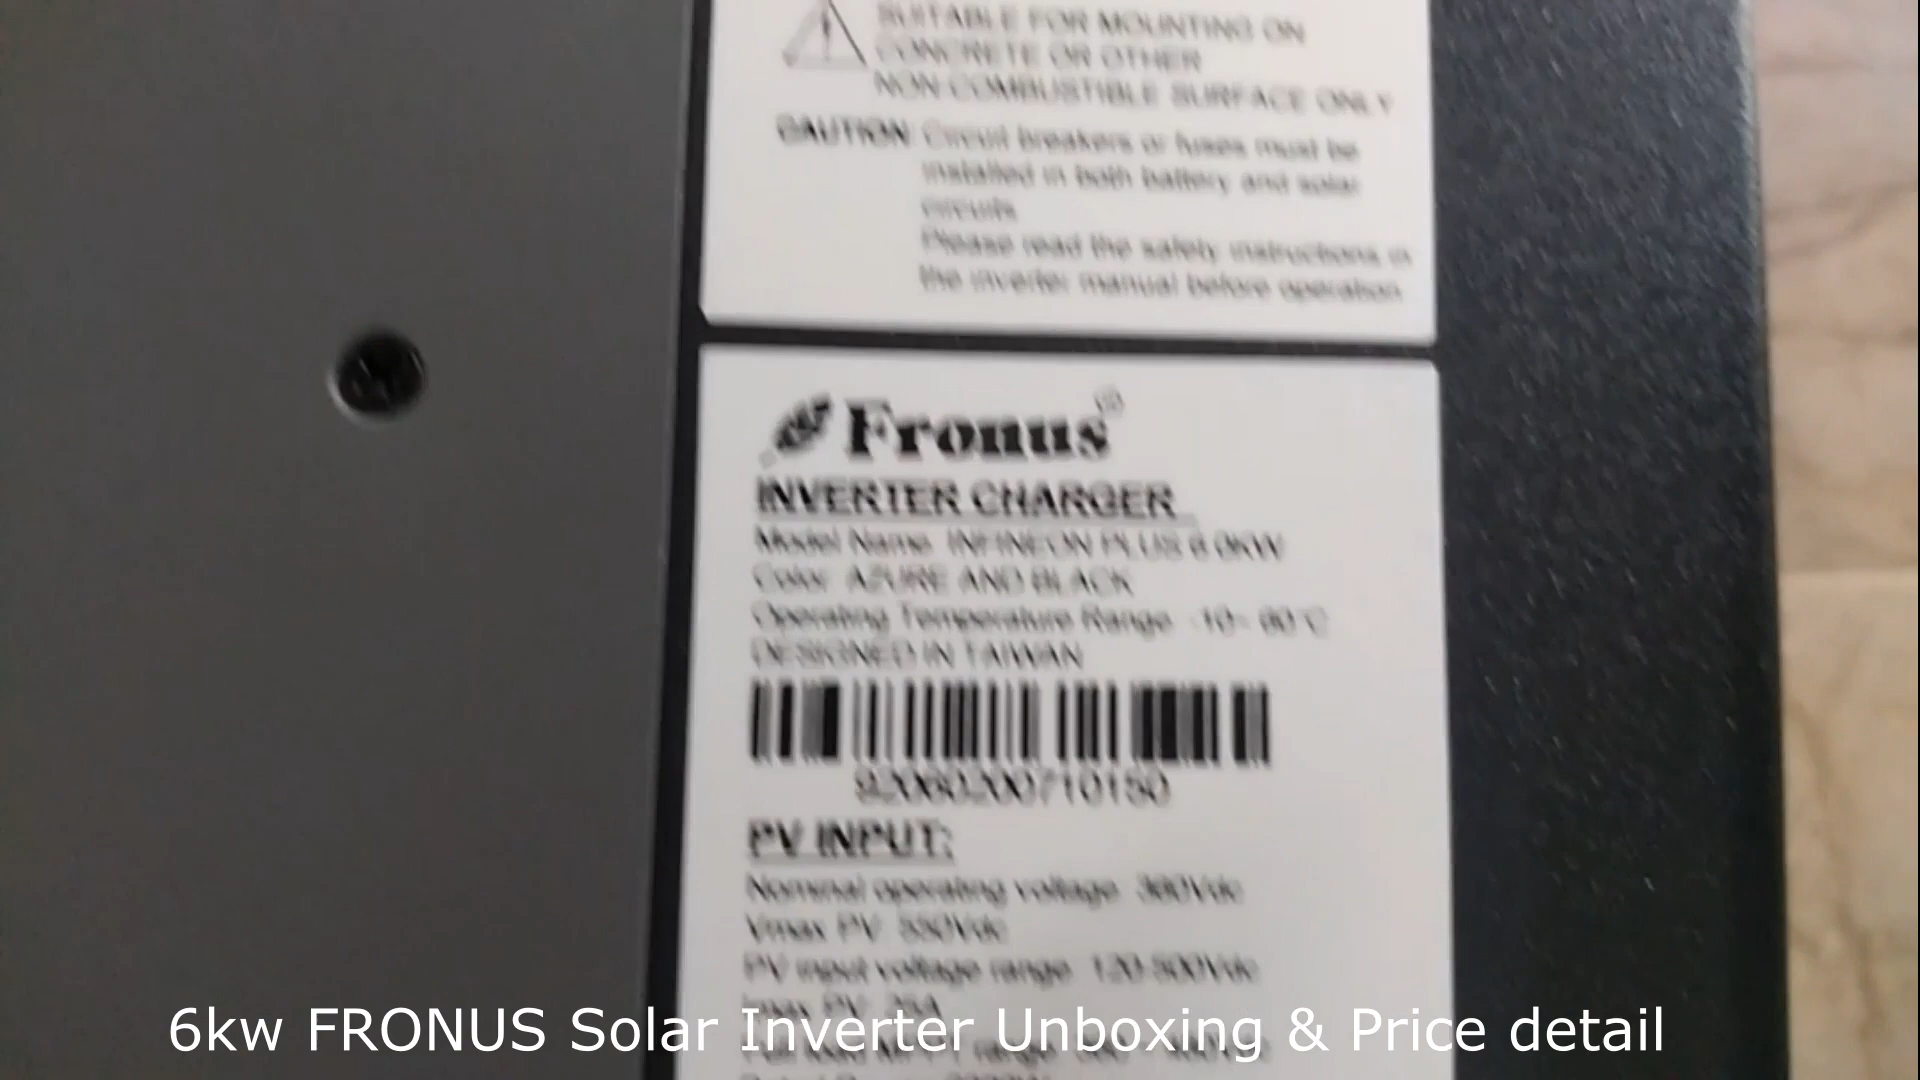 SUITABLE FOR MOUNTING ON
CONCRETE OR OTHER
NON-COMBUSTIBLE SURFACE ONLY
CAUTION: Circuit breakers or fuses must be
installed in both battery and solar
circuits.
Please read the safety instructions in
the inverter manual before operation.
Fronus®
INVERTER CHARGER
Model Name: INFINEON PLUS 6.0KW
Color: AZURE AND BLACK
Operating Temperature Range: -10~ 60°C
DESIGNED IN TAIWAN
92060200710150
PV INPUT:
Nominal operating voltage: 360Vdc
Vmax PV: 550Vdc
PV input voltage range: 120-500Vdc
Imax PV: 25A
6kw FRONUS Solar Inverter Unboxing & Price detail